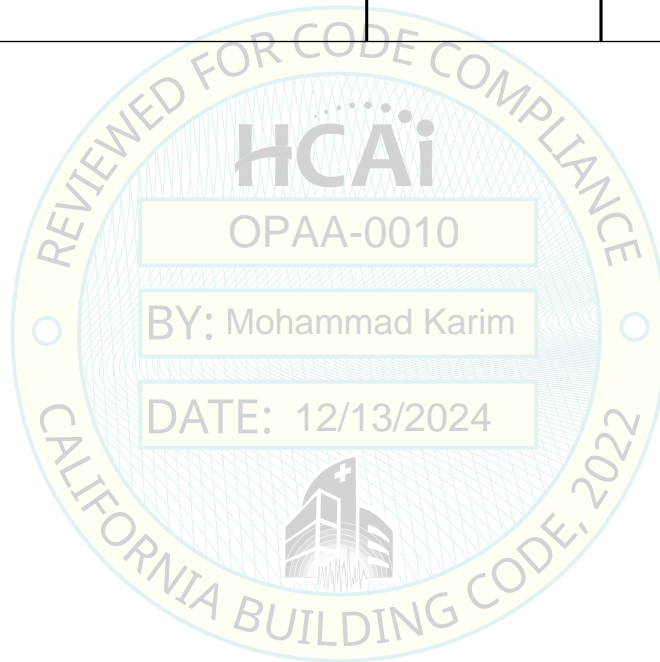 REVIEWED FOR CODE COMPLIANCE
HCAi
OPAA-0010
BY: Mohammad Karim
DATE: 12/13/2024
CALIFORNIA BUILDING CODE, 2022